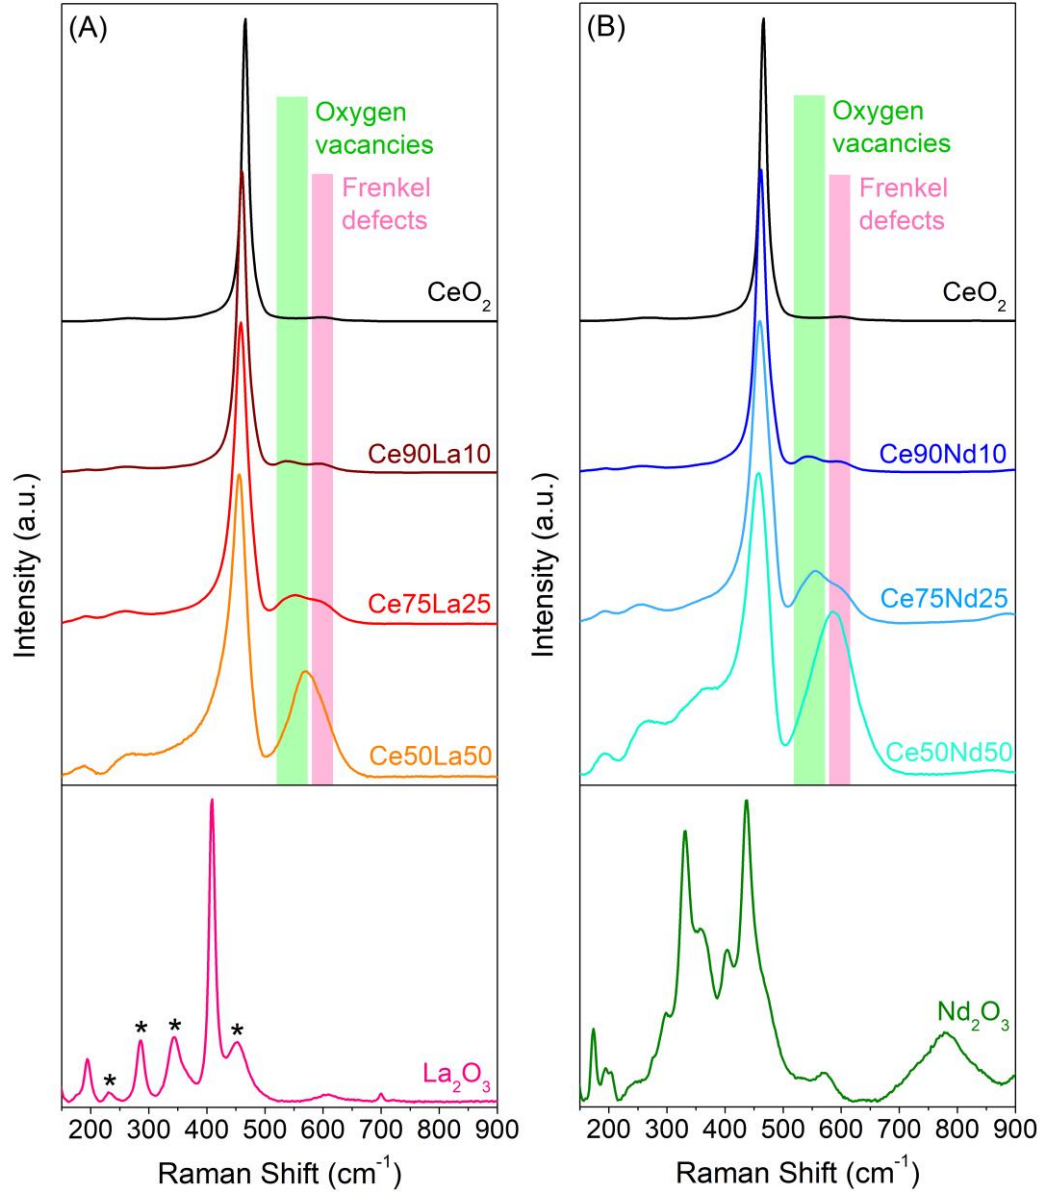 (A)
Oxygen
vacancies
Frenkel
defects
CeO₂
Ce90La10
Ce75La25
Ce50La50
*
*
*
*
La₂O₃
200 300 400 500 600 700 800 900
Raman Shift (cm⁻¹)
Intensity (a.u.)
(B)
Oxygen
vacancies
Frenkel
defects
CeO₂
Ce90Nd10
Ce75Nd25
Ce50Nd50
Nd₂O₃
200 300 400 500 600 700 800 900
Raman Shift (cm⁻¹)
Intensity (a.u.)